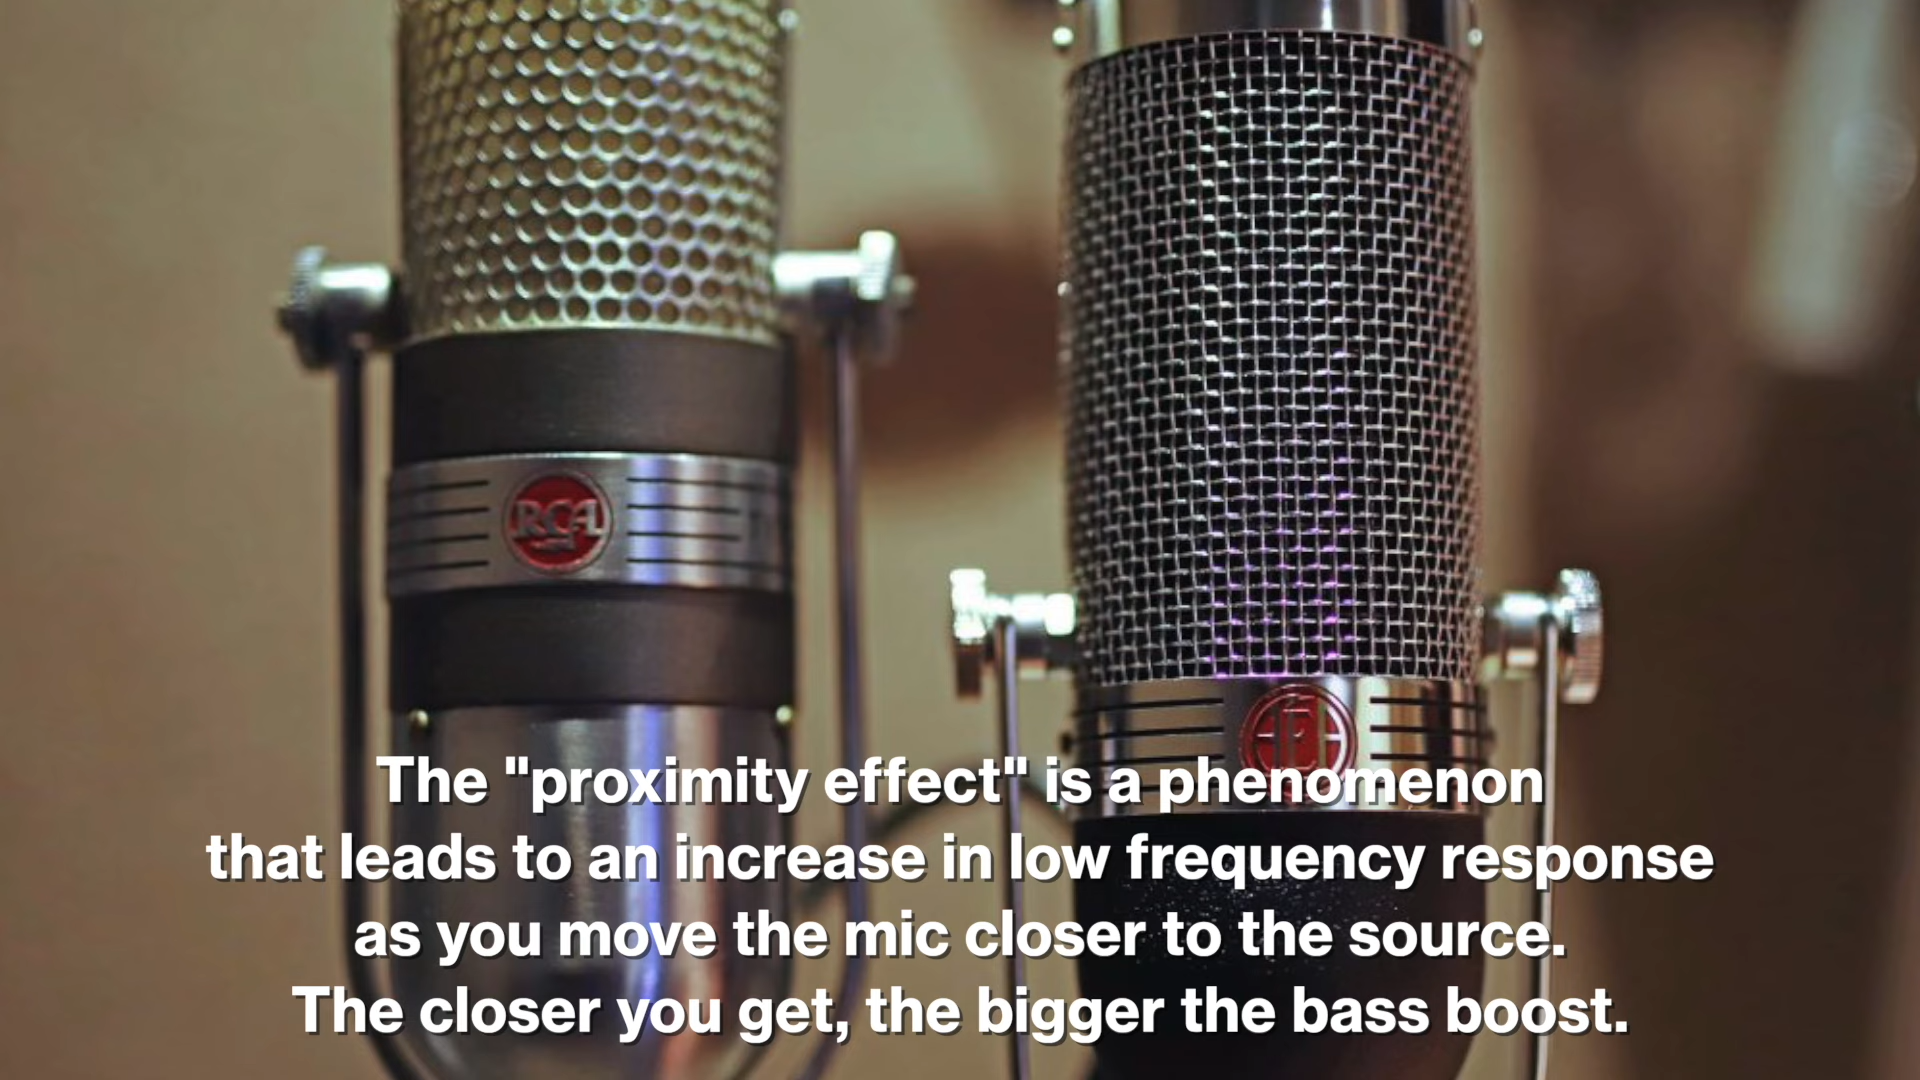 RCA
The "proximity effect" is a phenomenon
that leads to an increase in low frequency response
as you move the mic closer to the source.
The closer you get, the bigger the bass boost.